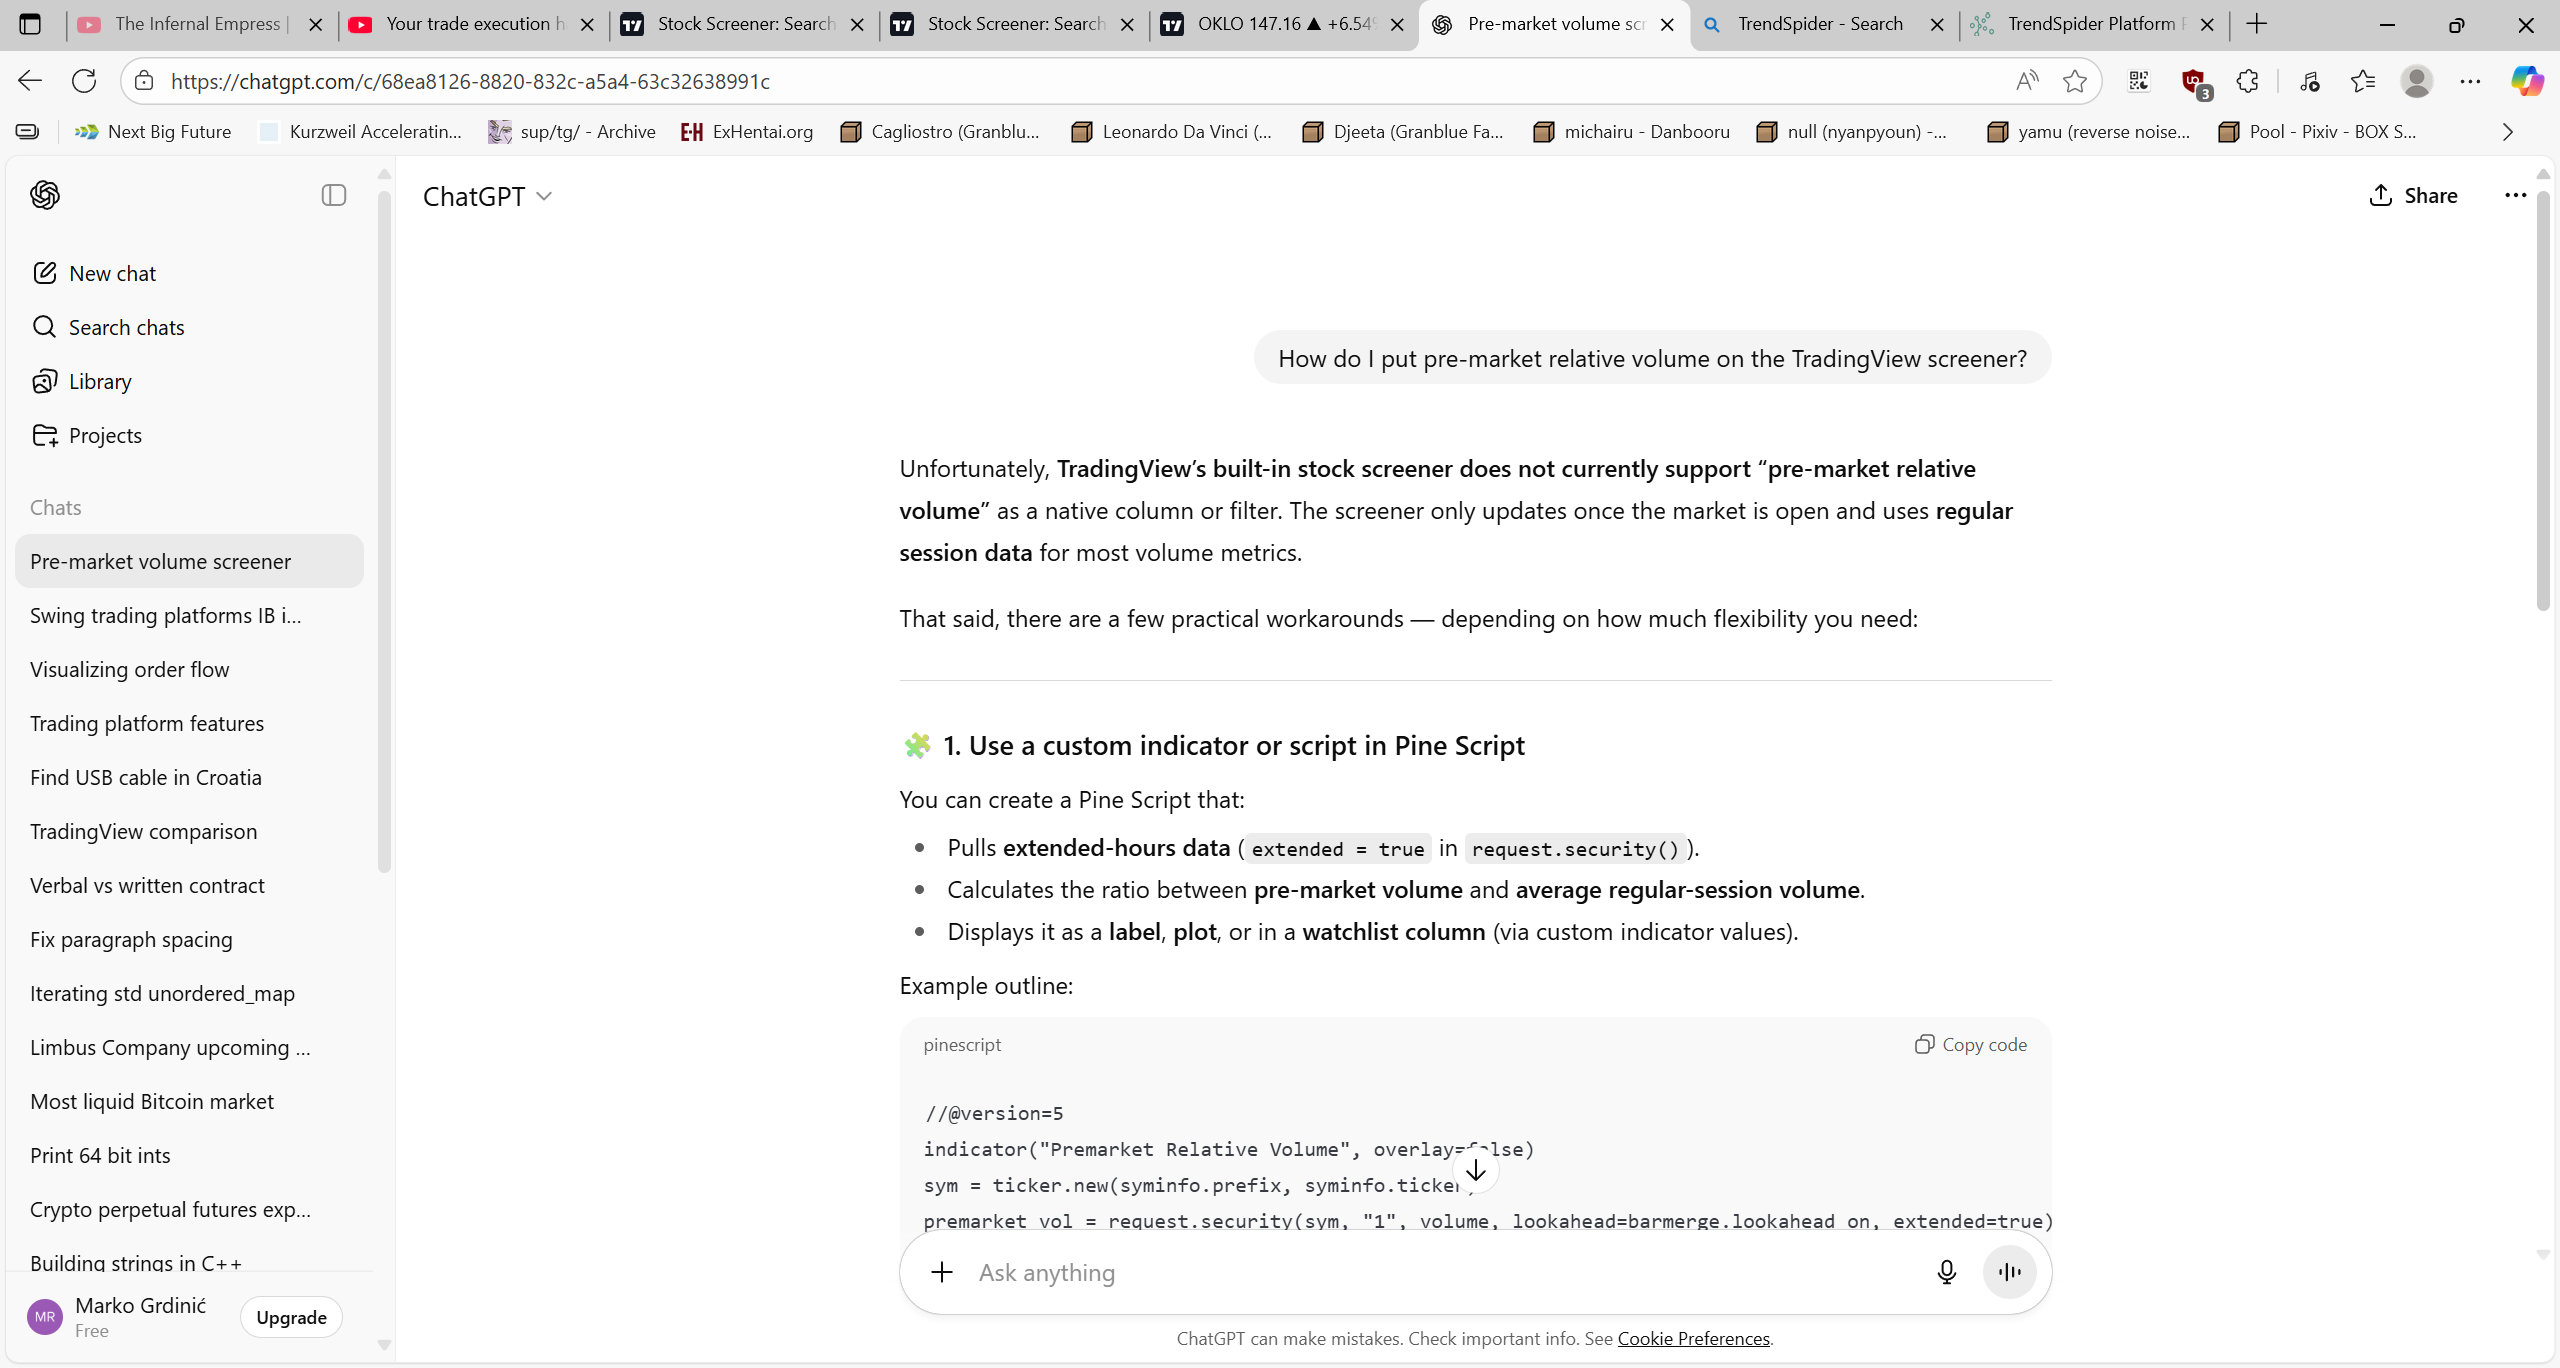 The Infernal Empress |
Your trade execution h
Stock Screener: Search
Stock Screener: Search
OKLO 147.16 ▲ +6.54
Pre-market volume scr
TrendSpider - Search
TrendSpider Platform
https://chatgpt.com/c/68ea8126-8820-832c-a5a4-63c32638991c
3
Next Big Future
Kurzweil Acceleratin...
sup/tg/ - Archive
E-H ExHentai.org
Cagliostro (Granblu...
Leonardo Da Vinci (...
Djeeta (Granblue Fa...
michairu - Danbooru
null (nyanpyoun) -...
yamu (reverse noise...
Pool - Pixiv - BOX S...
ChatGPT
Share
New chat
Search chats
Library
Projects
Chats
Pre-market volume screener
Swing trading platforms IB i...
Visualizing order flow
Trading platform features
Find USB cable in Croatia
TradingView comparison
Verbal vs written contract
Fix paragraph spacing
Iterating std unordered_map
Limbus Company upcoming ...
Most liquid Bitcoin market
Print 64 bit ints
Crypto perpetual futures exp...
Building strings in C++
MR
Marko Grdinić
Free
Upgrade
How do I put pre-market relative volume on the TradingView screener?
Unfortunately, TradingView’s built-in stock screener does not currently support “pre-market relative
volume” as a native column or filter. The screener only updates once the market is open and uses regular
session data for most volume metrics.
That said, there are a few practical workarounds — depending on how much flexibility you need:
🧩 1. Use a custom indicator or script in Pine Script
You can create a Pine Script that:
• Pulls extended-hours data (extended = true in request.security()).
• Calculates the ratio between pre-market volume and average regular-session volume.
• Displays it as a label, plot, or in a watchlist column (via custom indicator values).
Example outline:
pinescript
Copy code
//@version=5
indicator("Premarket Relative Volume", overlay=false)
sym = ticker.new(syminfo.prefix, syminfo.ticker)
premarket_vol = request.security(sym, "1", volume, lookahead=barmerge.lookahead_on, extended=true)
Ask anything
ChatGPT can make mistakes. Check important info. See Cookie Preferences.